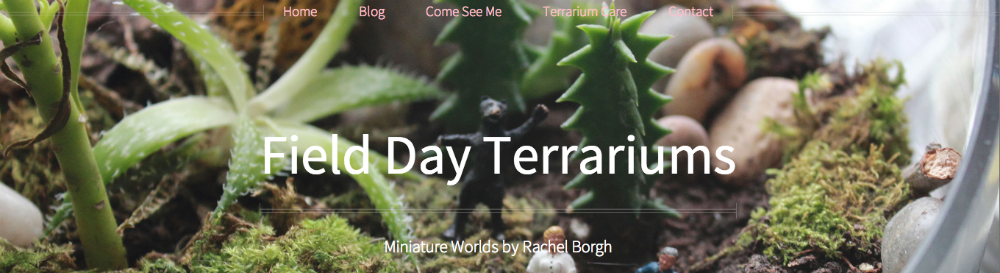 Home Blog Come See Me Terrarium Care Contact
Field Day Terrariums
Miniature Worlds by Rachel Borgh